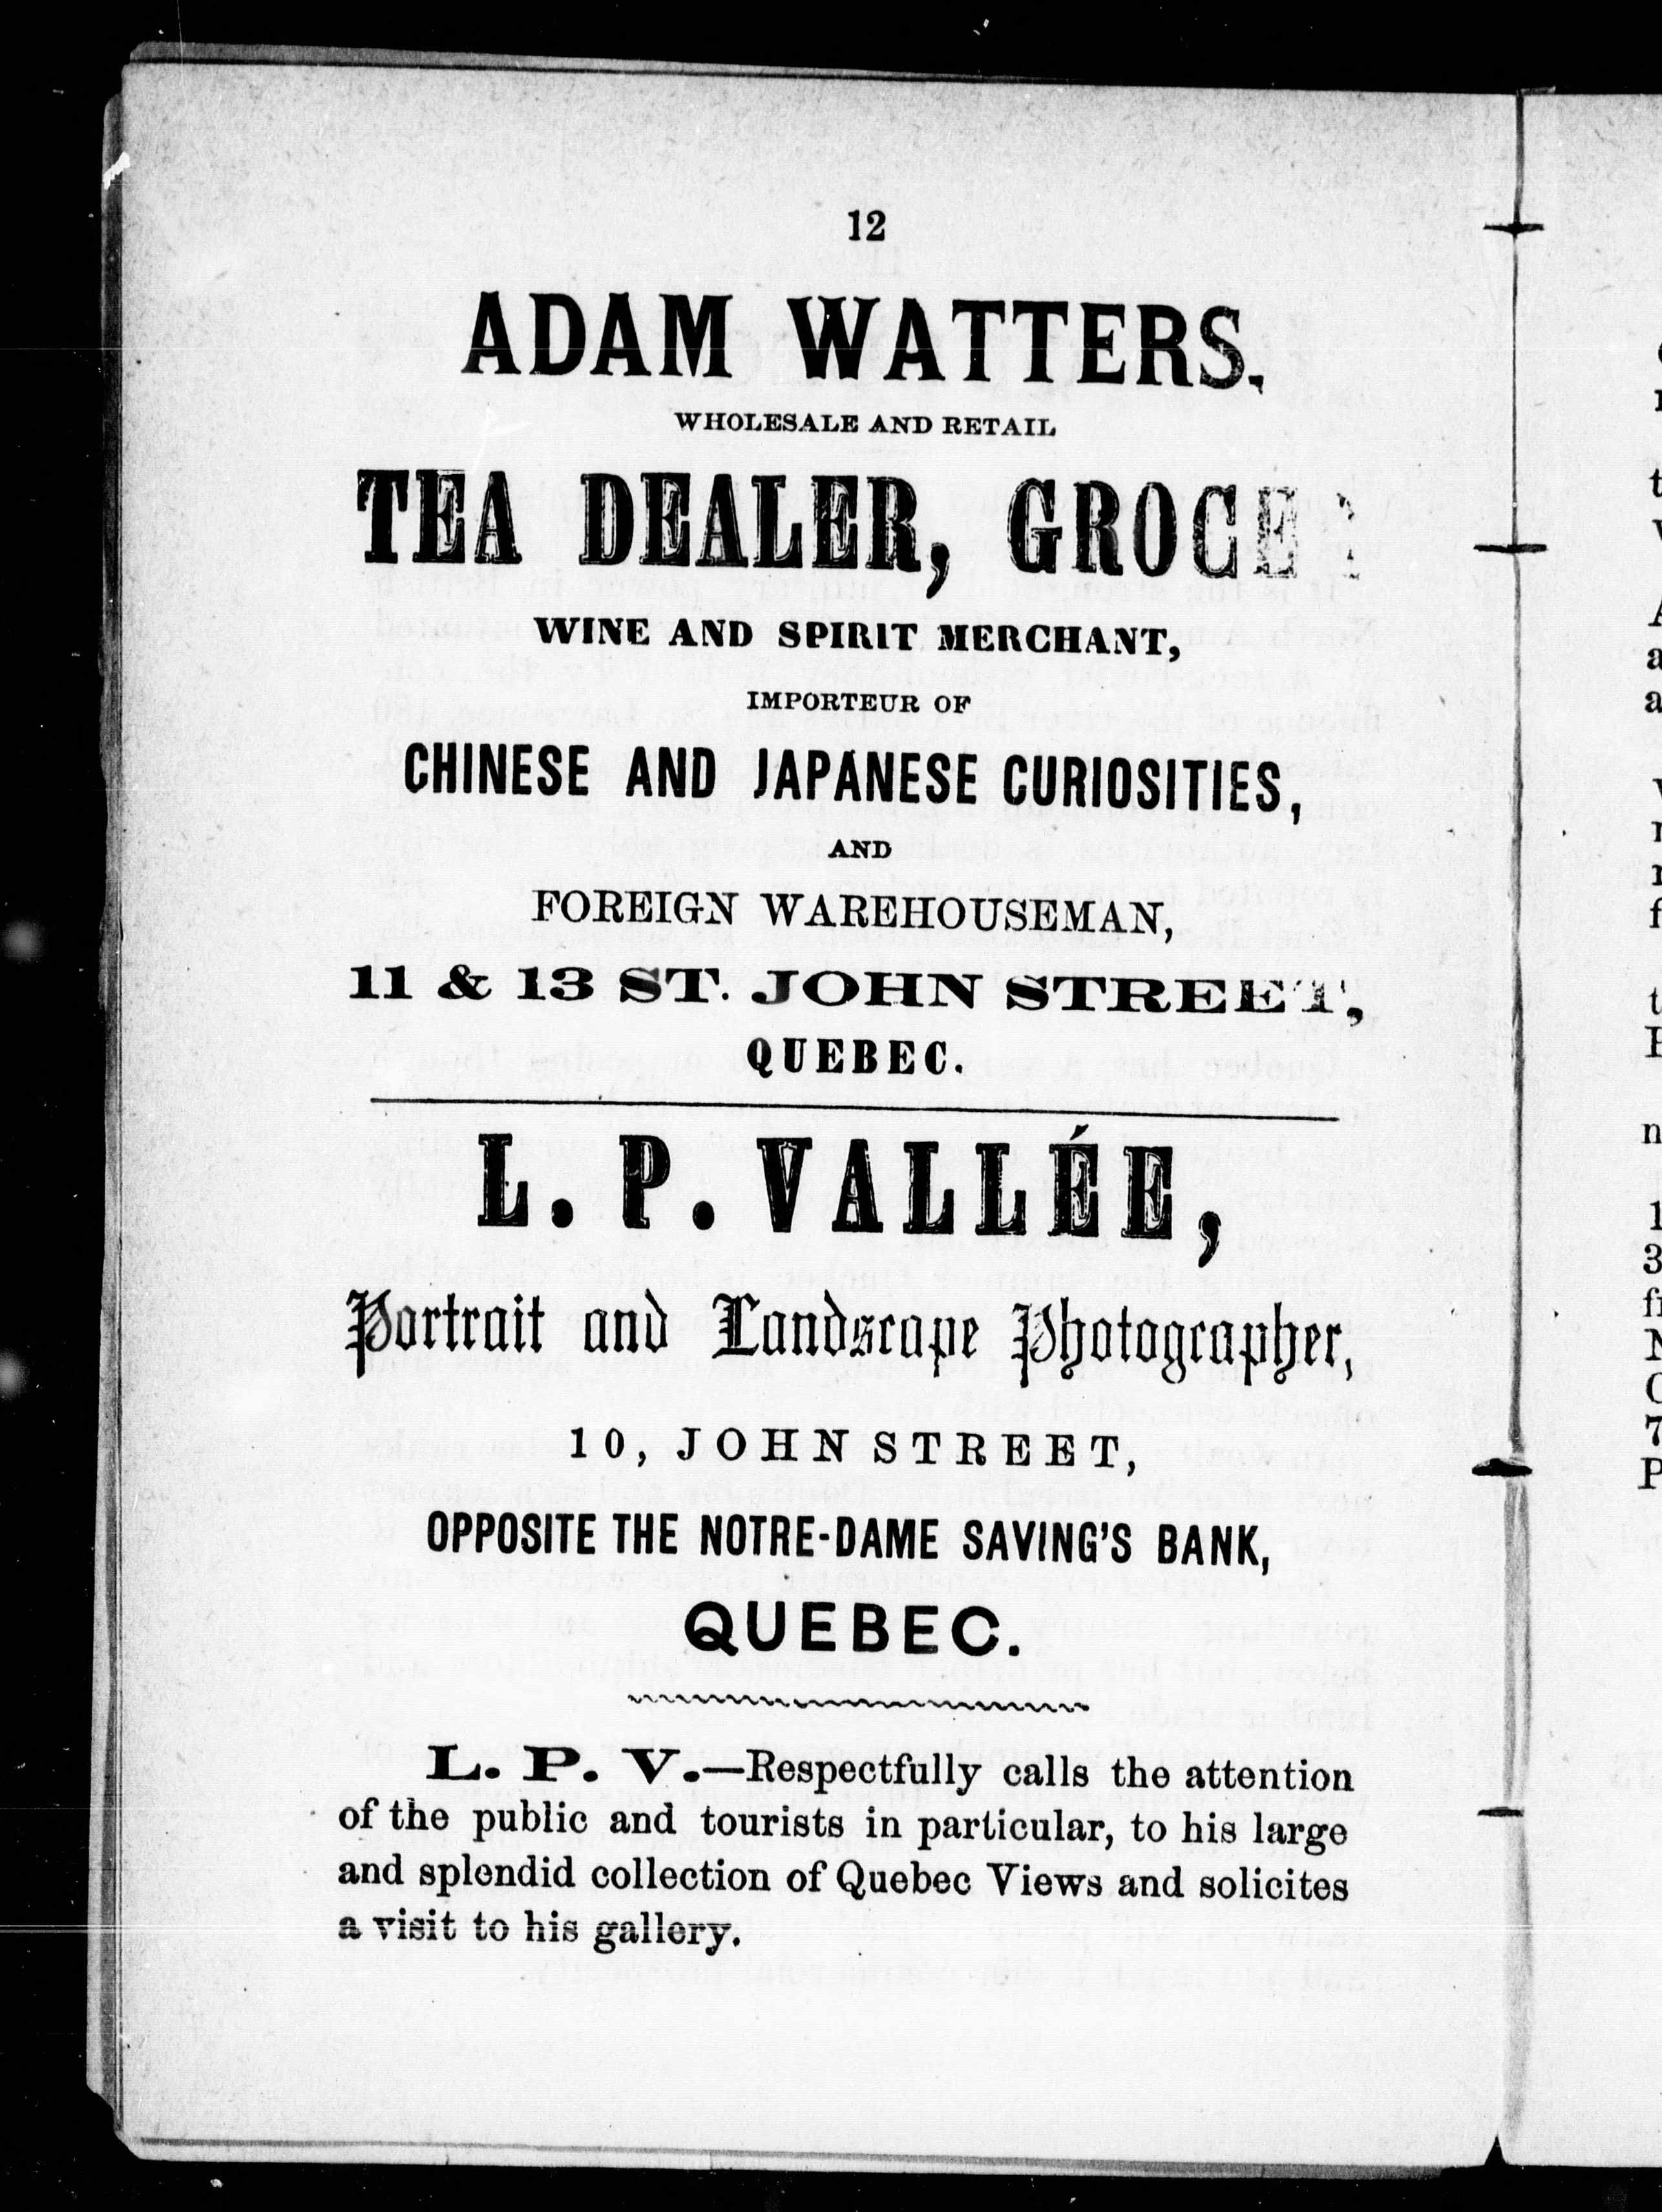 12
ADAM WATTERS,
WHOLESALE AND RETAIL
TEA DEALER, GROCE
WINE AND SPIRIT MERCHANT,
IMPORTEUR OF
CHINESE AND JAPANESE CURIOSITIES,
AND
FOREIGN WAREHOUSEMAN,
11 & 13 ST. JOHN STREET,
QUEBEC.
L. P. VALLÉE,
Portrait and Landscape Photographer,
10, JOHN STREET,
OPPOSITE THE NOTRE-DAME SAVING'S BANK,
QUEBEC.
L. P. V.—Respectfully calls the attention
of the public and tourists in particular, to his large
and splendid collection of Quebec Views and solicites
a visit to his gallery.